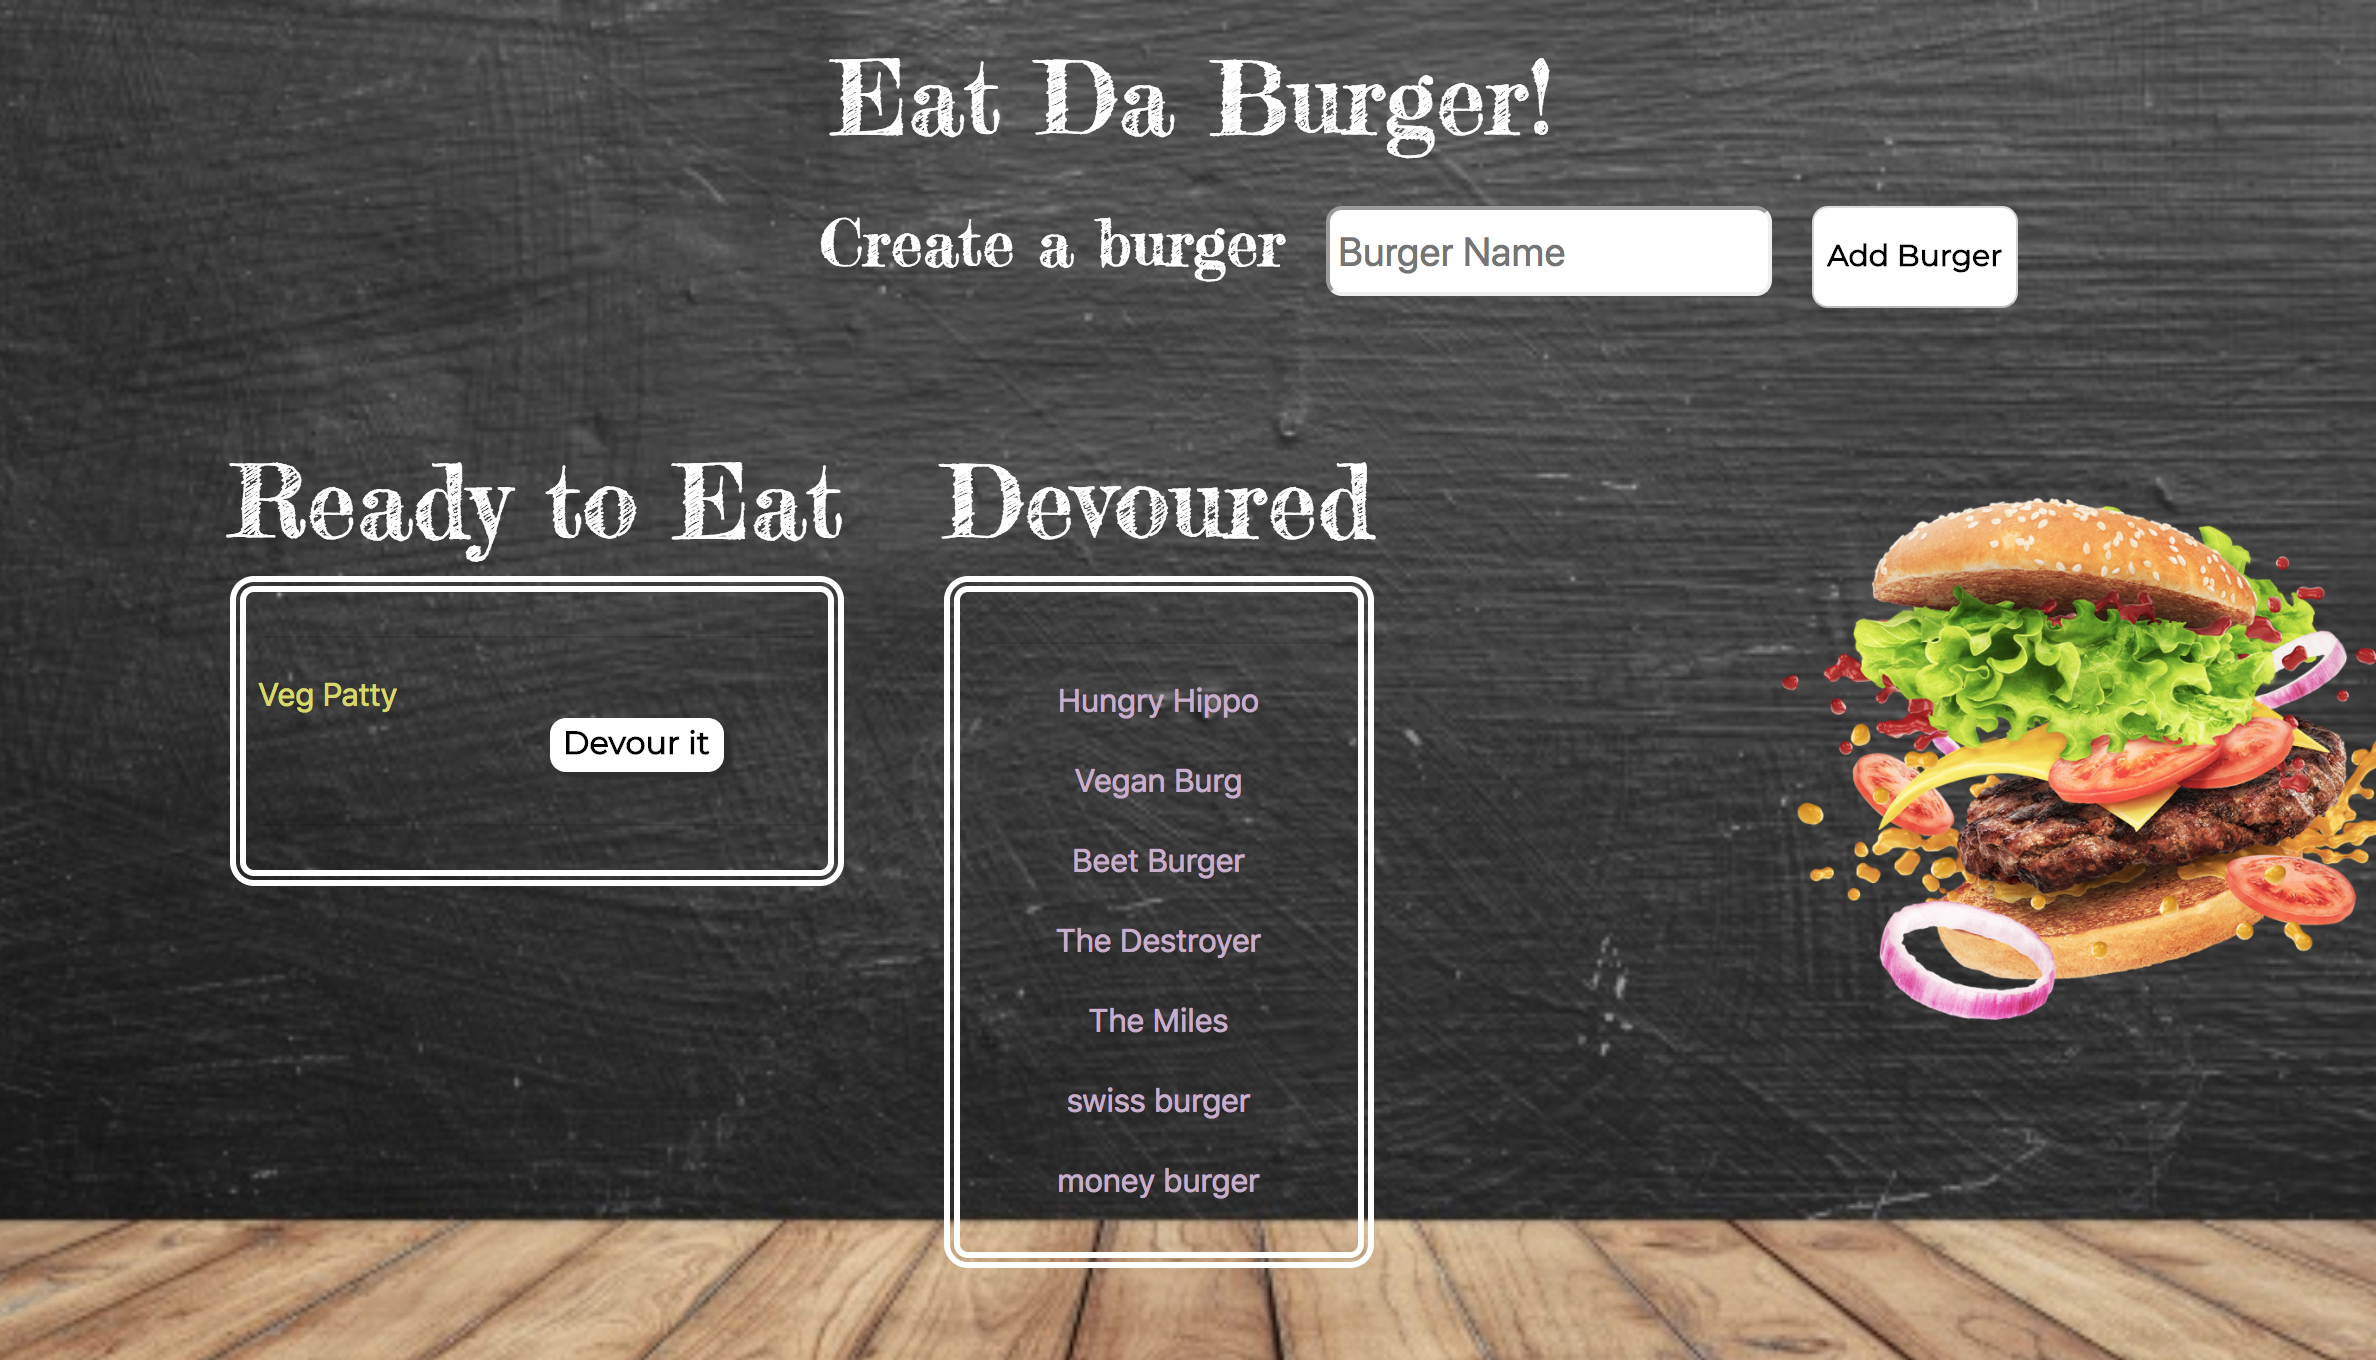 Eat Da Burger!
Create a burger
Burger Name
Add Burger
Ready to Eat
Veg Patty
Devour it
Devoured
Hungry Hippo
Vegan Burg
Beet Burger
The Destroyer
The Miles
swiss burger
money burger